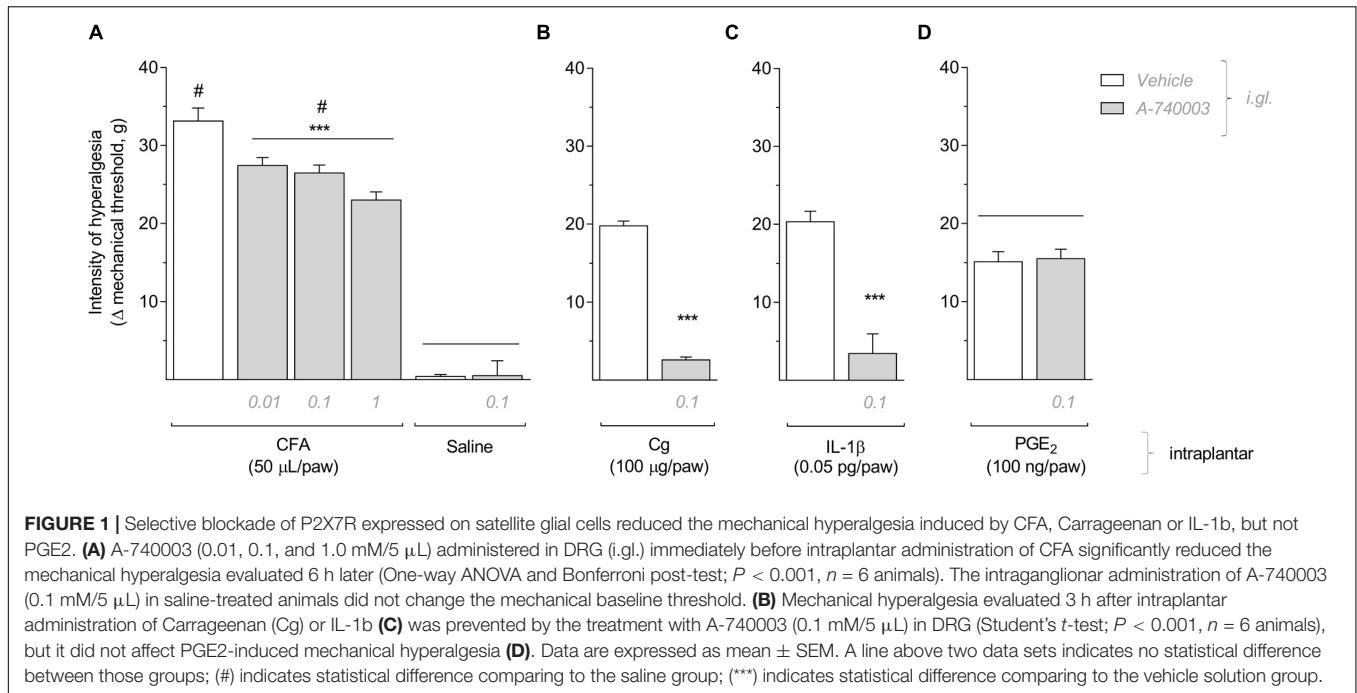 A
B
C
D
Intensity of hyperalgesia
(Δ mechanical threshold, g)
40
30
20
10
#
#
***
0.01
0.1
1
0.1
CFA
(50 μL/paw)
Saline
40
30
20
10
***
0.1
Cg
(100 μg/paw)
40
30
20
10
***
0.1
IL-1β
(0.05 pg/paw)
40
30
20
10
0.1
PGE₂
(100 ng/paw)
Vehicle
A-740003
i.gl.
intraplantar
FIGURE 1 | Selective blockade of P2X7R expressed on satellite glial cells reduced the mechanical hyperalgesia induced by CFA, Carrageenan or IL-1b, but not
PGE2. (A) A-740003 (0.01, 0.1, and 1.0 mM/5 μL) administered in DRG (i.gl.) immediately before intraplantar administration of CFA significantly reduced the
mechanical hyperalgesia evaluated 6 h later (One-way ANOVA and Bonferroni post-test; P < 0.001, n = 6 animals). The intraganglionar administration of A-740003
(0.1 mM/5 μL) in saline-treated animals did not change the mechanical baseline threshold. (B) Mechanical hyperalgesia evaluated 3 h after intraplantar
administration of Carrageenan (Cg) or IL-1b (C) was prevented by the treatment with A-740003 (0.1 mM/5 μL) in DRG (Student's t-test; P < 0.001, n = 6 animals),
but it did not affect PGE2-induced mechanical hyperalgesia (D). Data are expressed as mean ± SEM. A line above two data sets indicates no statistical difference
between those groups; (#) indicates statistical difference comparing to the saline group; (***) indicates statistical difference comparing to the vehicle solution group.